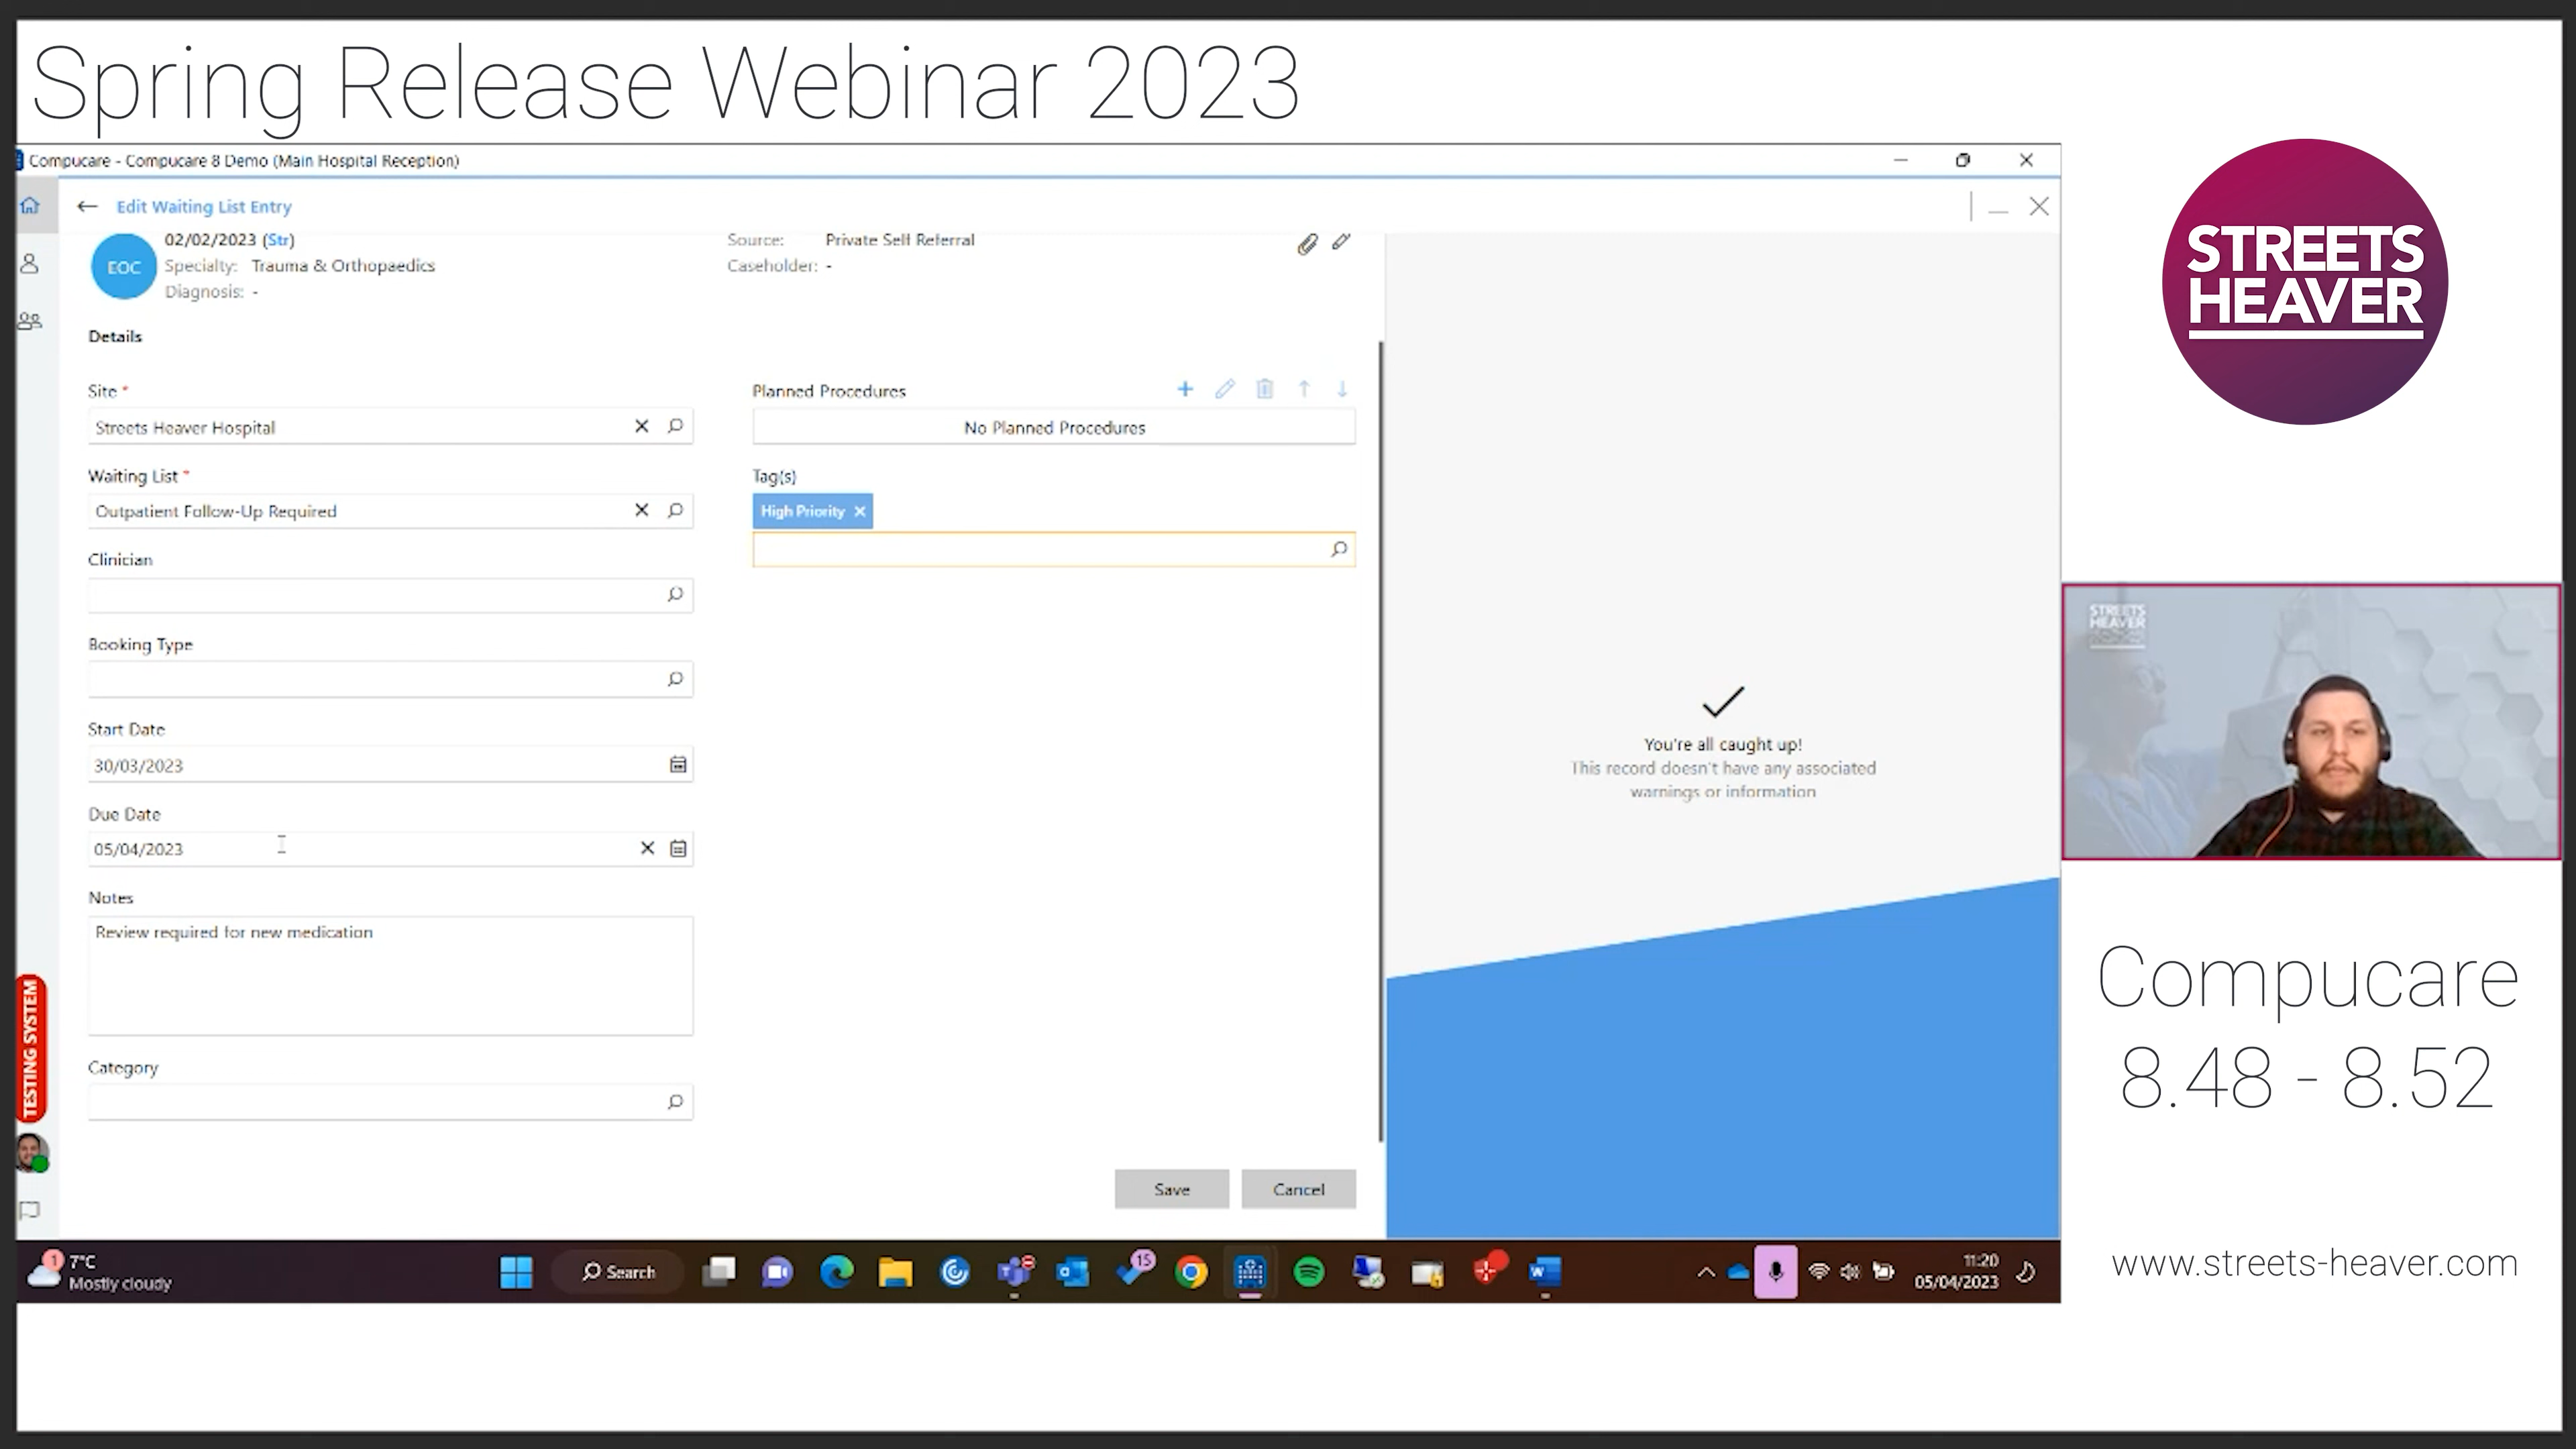 Spring Release Webinar 2023
Compucare - Compucare 8 Demo (Main Hospital Reception)
Edit Waiting List Entry
EOC
02/02/2023 (Str)
Specialty: Trauma & Orthopaedics
Diagnosis: -
Source: Private Self Referral
Caseholder: -
Details
Site *
Streets Heaver Hospital
Waiting List *
Outpatient Follow-Up Required
Clinician
Booking Type
Start Date
30/03/2023
Due Date
05/04/2023
Notes
Review required for new medication
Category
Planned Procedures
No Planned Procedures
Tag(s)
High Priority
Save
Cancel
You're all caught up!
This record doesn't have any associated
warnings or information
TESTING SYSTEM
1
7°C
Mostly cloudy
Search
15
11:20
05/04/2023
STREETS
HEAVER
STREETS
HEAVER
Compucare
8.48 - 8.52
www.streets-heaver.com